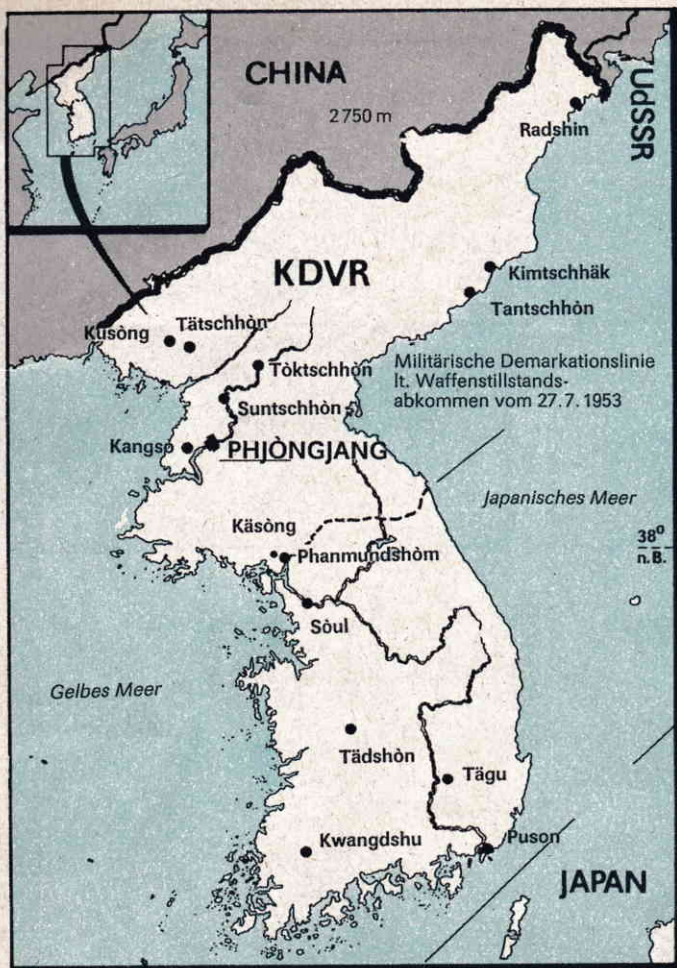 CHINA
2750 m
UdSSR
Radshin
KDVR
Kimtschhäk
Tantschhòn
Kusòng
Tätschhòn
Tòktschhòn
Militärische Demarkationslinie
lt. Waffenstillstands-
abkommen vom 27.7.1953
Suntschhòn
Kangsò
PHJÒNGJANG
Japanisches Meer
Käsòng
Phanmundshòm
38°
n.B.
Sòul
Gelbes Meer
Tädshòn
Tägu
Kwangdshu
Puson
JAPAN